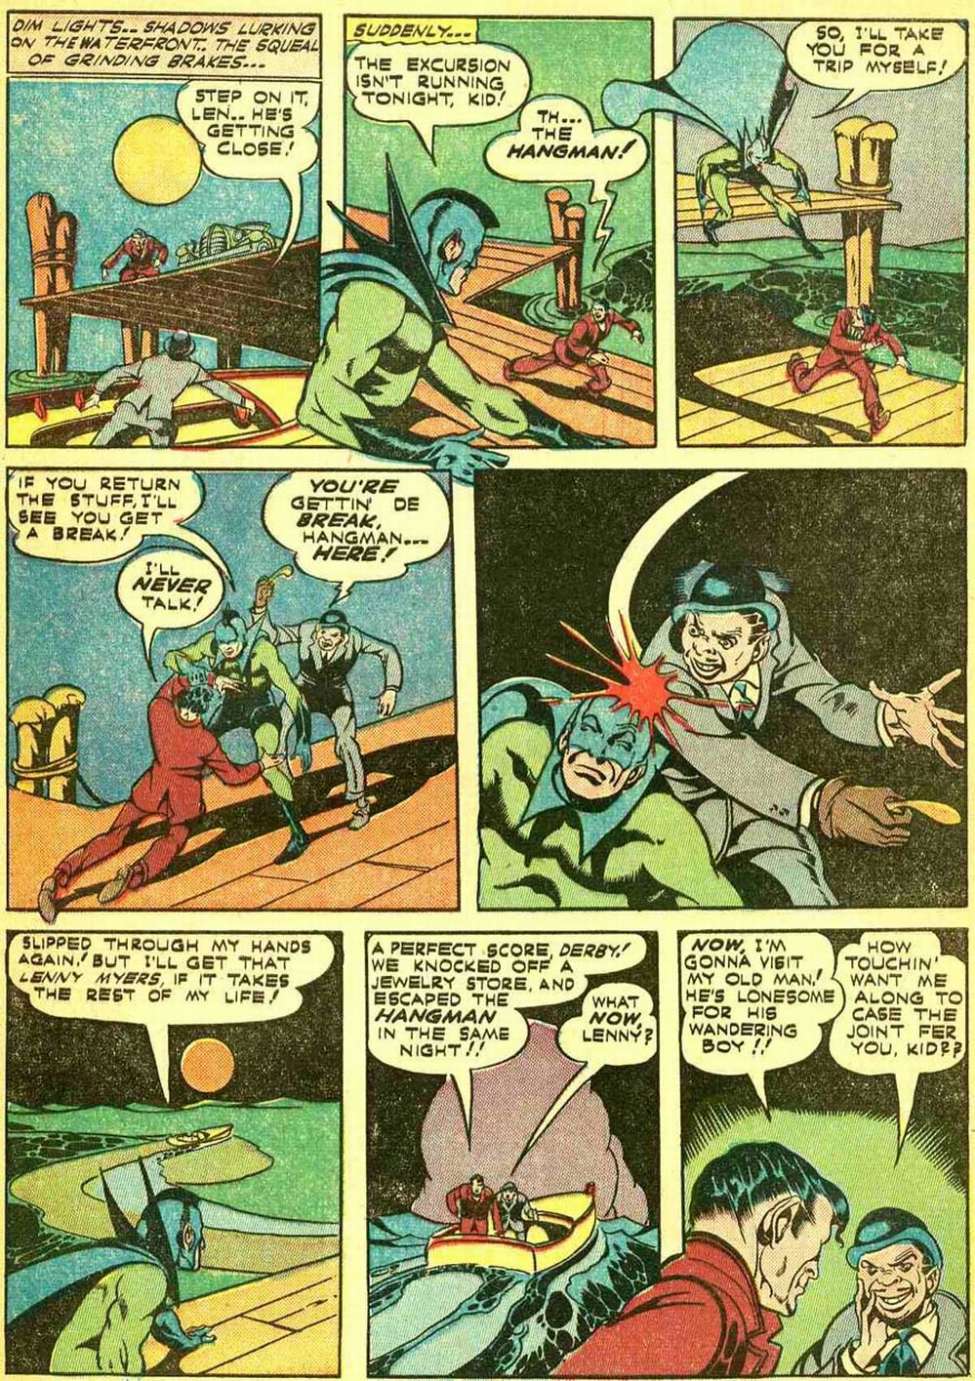 DIM LIGHTS.. SHADOWS LURKING
ON THE WATERFRONT.. THE SQUEAL
OF GRINDING BRAKES...
STEP ON IT,
LEN.. HE'S
GETTING
CLOSE!
SUDDENLY...
THE EXCURSION
ISN'T RUNNING
TONIGHT, KID!
TH...
THE
HANGMAN!
SO, I'LL TAKE
YOU FOR A
TRIP MYSELF!
IF YOU RETURN
THE STUFF, I'LL
SEE YOU GET
A BREAK!
I'LL
NEVER
TALK!
YOU'RE
GETTIN' DE
BREAK,
HANGMAN...
HERE!
SLIPPED THROUGH MY HANDS
AGAIN! BUT I'LL GET THAT
LENNY MYERS, IF IT TAKES
THE REST OF MY LIFE!
A PERFECT SCORE, DERBY!
WE KNOCKED OFF A
JEWELRY STORE, AND
ESCAPED THE
HANGMAN
IN THE SAME
NIGHT!!
WHAT
NOW,
LENNY?
NOW, I'M
GONNA VISIT
MY OLD MAN!
HE'S LONESOME
FOR HIS
WANDERING
BOY!!
HOW
TOUCHIN'
WANT ME
ALONG TO
CASE THE
JOINT FER
YOU, KID??